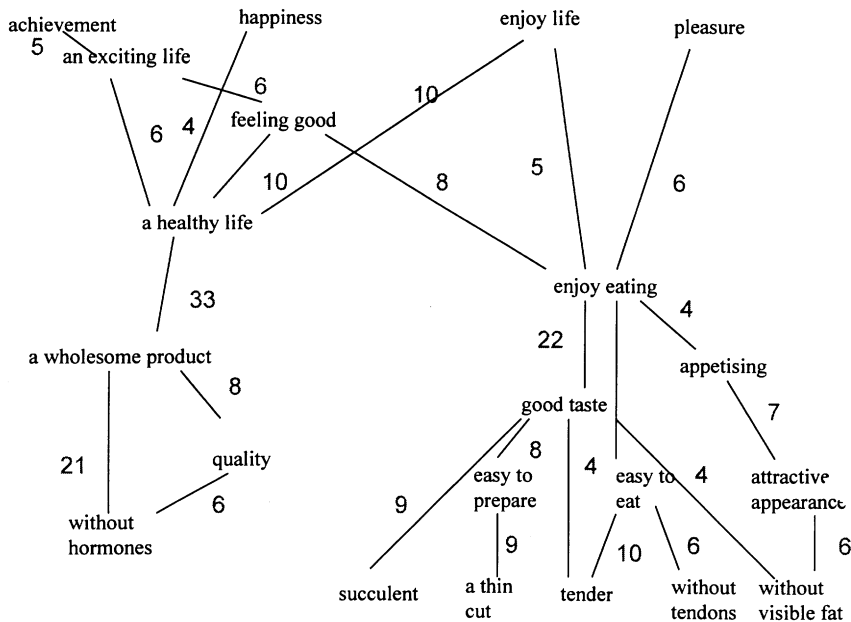 achievement
happiness
enjoy life
pleasure
5
an exciting life
6
10
feeling good
6
4
10
8
5
6
a healthy life
33
enjoy eating
4
22
a wholesome product
appetising
8
good taste
7
21
quality
8
4
4
easy to
prepare
easy to
eat
attractive
appearance
6
9
without
hormones
9
10
6
6
succulent
a thin
cut
tender
without
tendons
without
visible fat